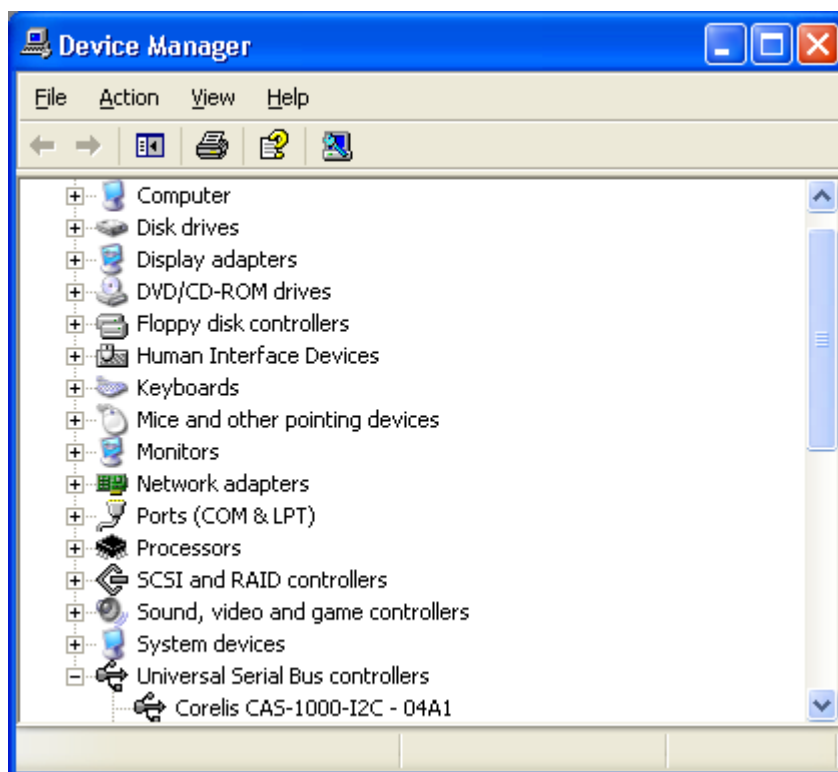 Device Manager
File Action View Help
Computer
Disk drives
Display adapters
DVD/CD-ROM drives
Floppy disk controllers
Human Interface Devices
Keyboards
Mice and other pointing devices
Monitors
Network adapters
Ports (COM & LPT)
Processors
SCSI and RAID controllers
Sound, video and game controllers
System devices
Universal Serial Bus controllers
Corelis CAS-1000-I2C - 04A1